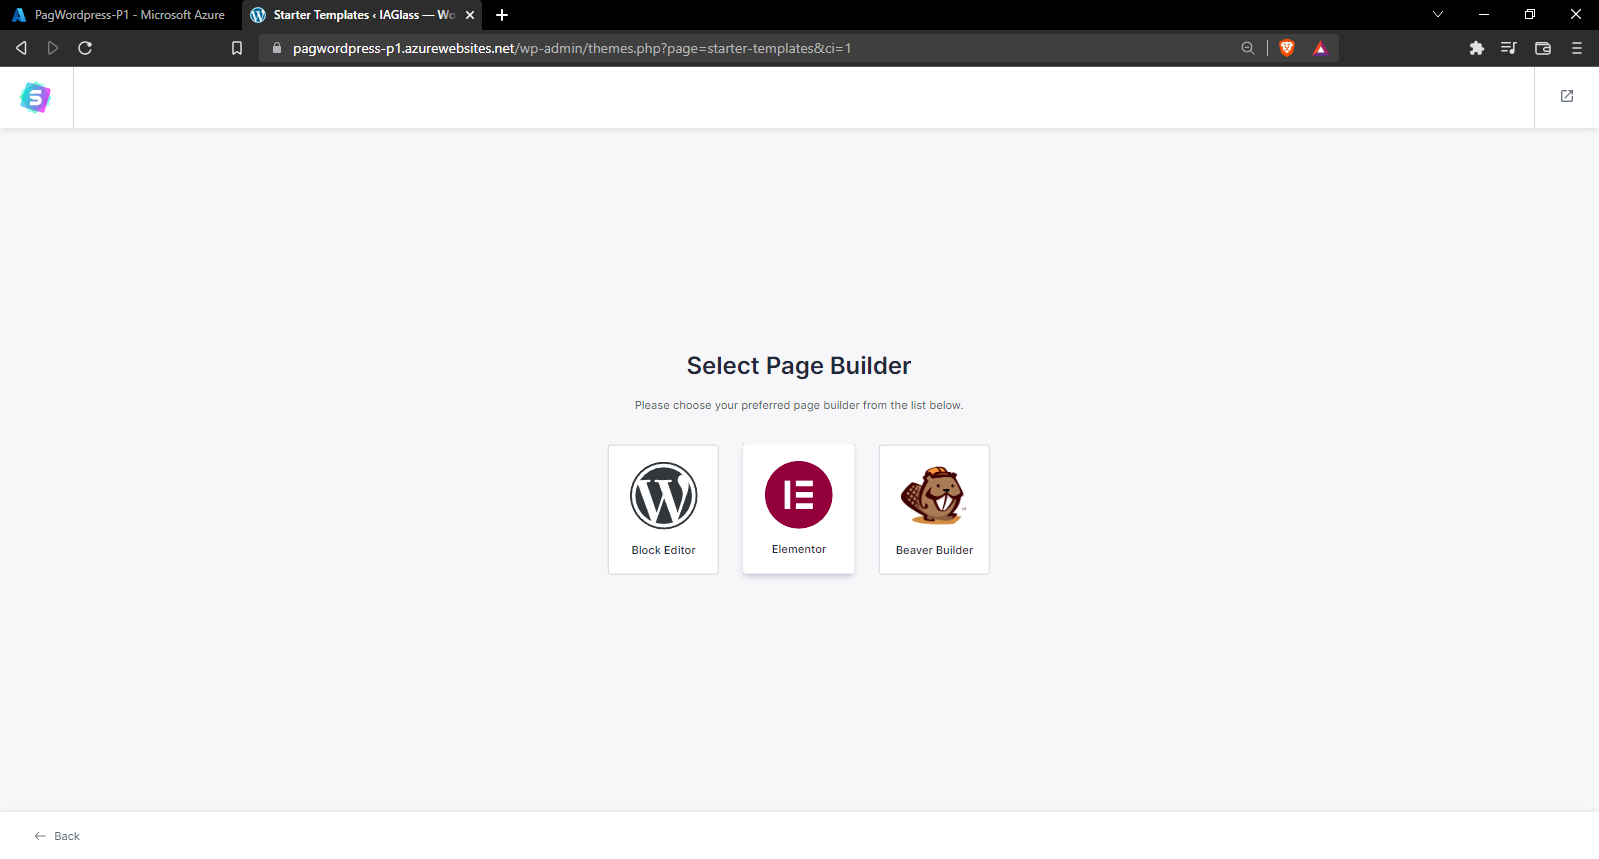 PagWordpress-P1 - Microsoft Azure
Starter Templates ‹ IAGlass — Wo
pagwordpress-p1.azurewebsites.net/wp-admin/themes.php?page=starter-templates&ci=1
S
Select Page Builder
Please choose your preferred page builder from the list below.
Block Editor
Elementor
Beaver Builder
← Back